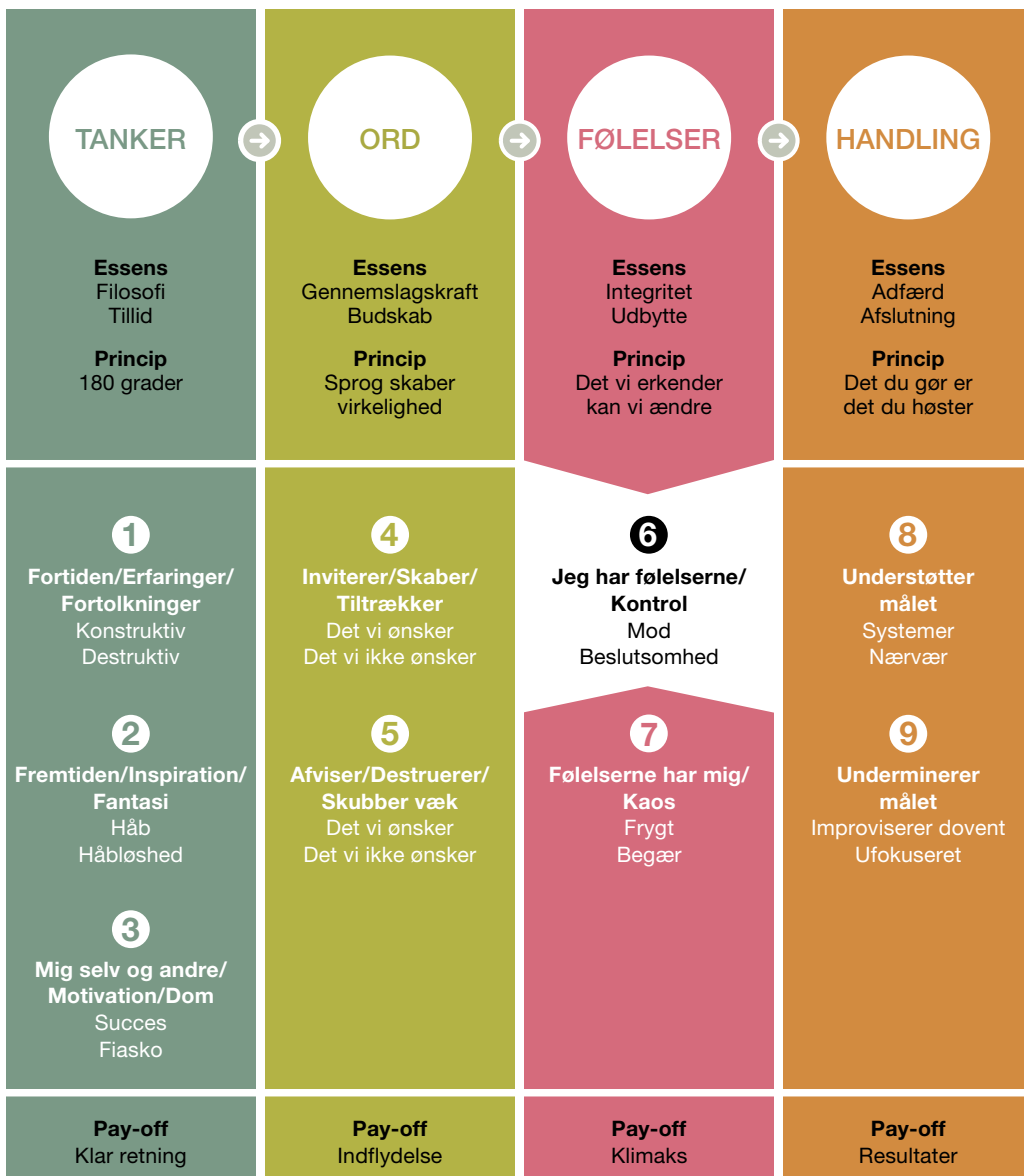 TANKER
Essens
Filosofi
Tillid
Princip
180 grader
1
Fortiden/Erfaringer/
Fortolkninger
Konstruktiv
Destruktiv
2
Fremtiden/Inspiration/
Fantasi
Håb
Håbløshed
3
Mig selv og andre/
Motivation/Dom
Succes
Fiasko
Pay-off
Klar retning
ORD
Essens
Gennemslagskraft
Budskab
Princip
Sprog skaber
virkelighed
4
Inviterer/Skaber/
Tiltrækker
Det vi ønsker
Det vi ikke ønsker
5
Afviser/Destruerer/
Skubber væk
Det vi ønsker
Det vi ikke ønsker
Pay-off
Indflydelse
FØLELSER
Essens
Integritet
Udbytte
Princip
Det vi erkender
kan vi ændre
6
Jeg har følelserne/
Kontrol
Mod
Beslutsomhed
7
Følelserne har mig/
Kaos
Frygt
Begær
Pay-off
Klimaks
HANDLING
Essens
Adfærd
Afslutning
Princip
Det du gør er
det du høster
8
Understøtter
målet
Systemer
Nærvær
9
Underminerer
målet
Improviserer dovent
Ufokuseret
Pay-off
Resultater